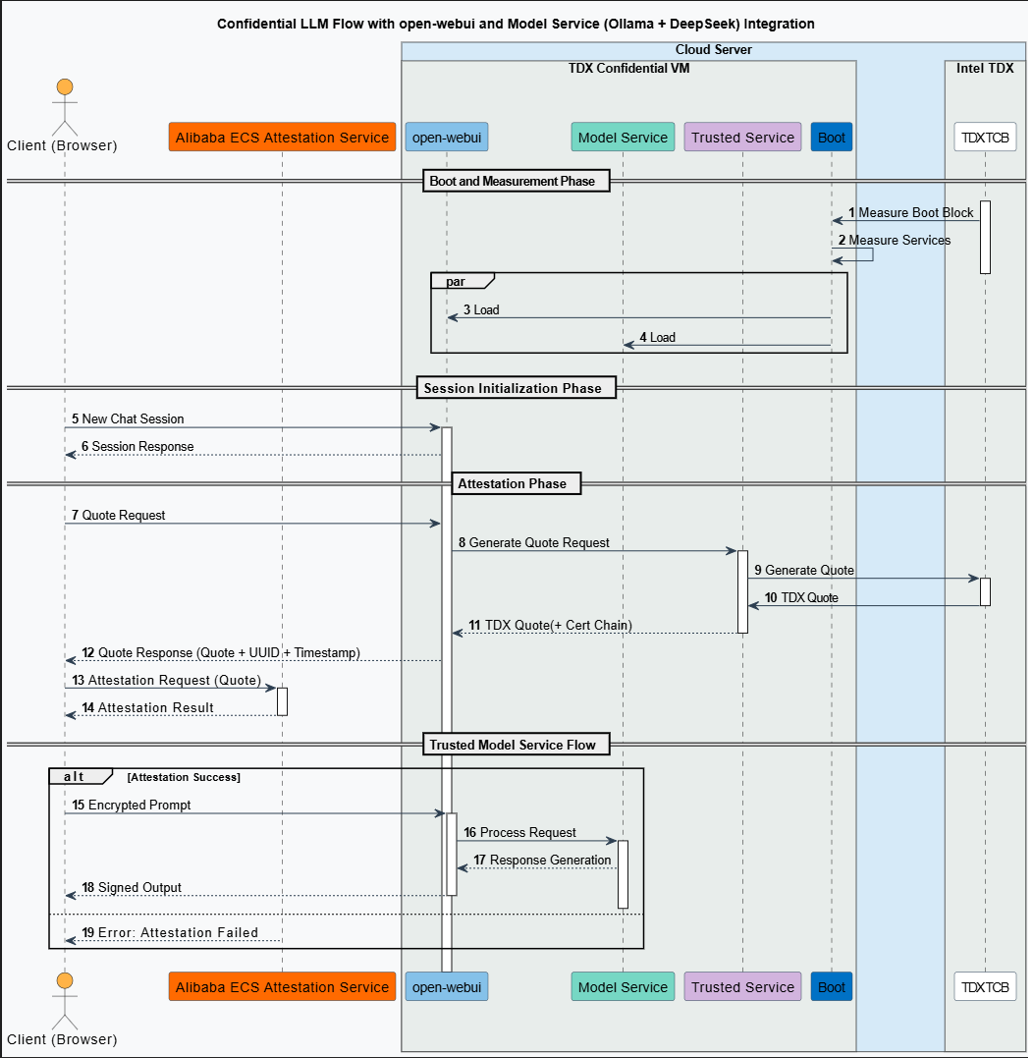 Confidential LLM Flow with open-webui and Model Service (Ollama + DeepSeek) Integration
Cloud Server
TDX Confidential VM
Intel TDX
Client (Browser)
Alibaba ECS Attestation Service
open-webui
Model Service
Trusted Service
Boot
TDX TCB
Boot and Measurement Phase
1 Measure Boot Block
2 Measure Services
par
3 Load
4 Load
Session Initialization Phase
5 New Chat Session
6 Session Response
Attestation Phase
7 Quote Request
8 Generate Quote Request
9 Generate Quote
10 TDX Quote
11 TDX Quote(+ Cert Chain)
12 Quote Response (Quote + UUID + Timestamp)
13 Attestation Request (Quote)
14 Attestation Result
Trusted Model Service Flow
alt [Attestation Success]
15 Encrypted Prompt
16 Process Request
17 Response Generation
18 Signed Output
19 Error: Attestation Failed
Client (Browser)
Alibaba ECS Attestation Service
open-webui
Model Service
Trusted Service
Boot
TDX TCB